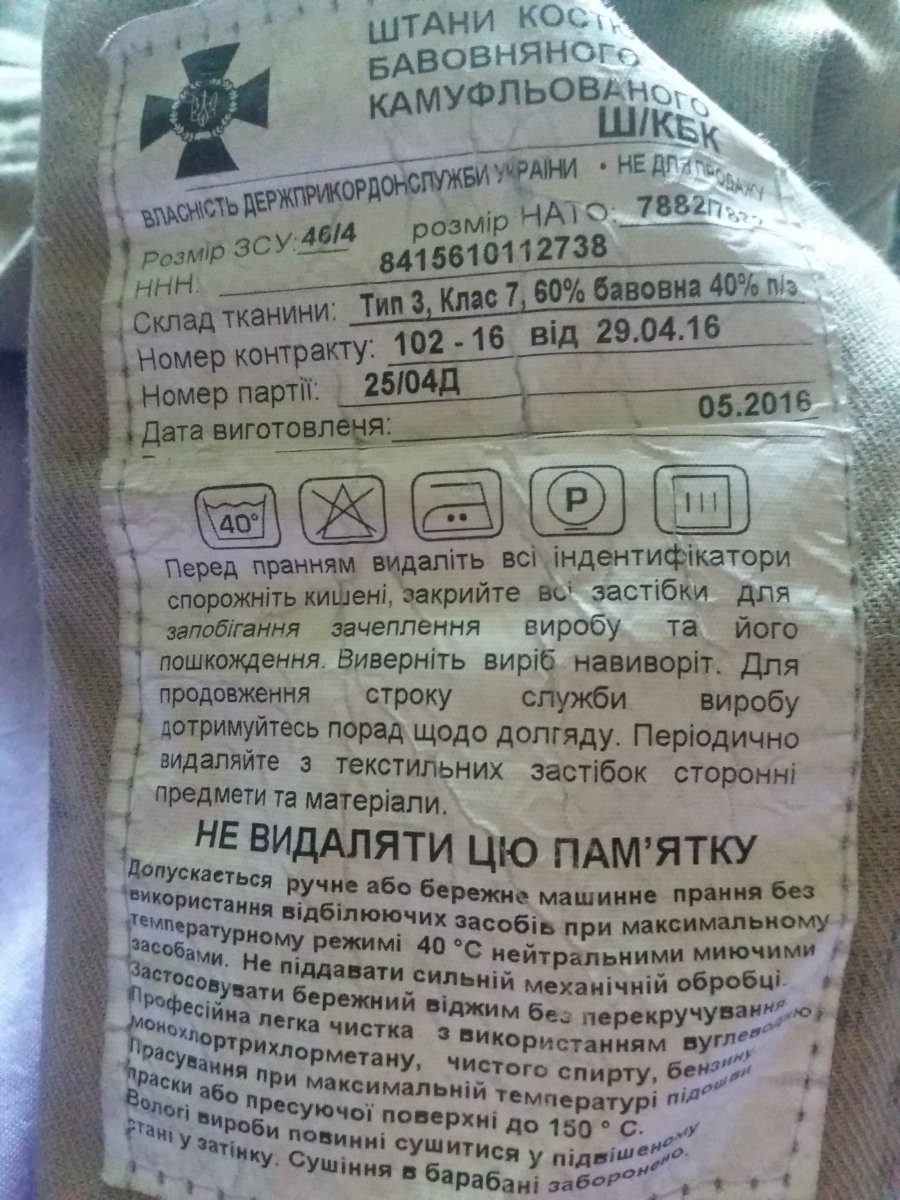 ШТАНИ
БАВОВНЯНОГО
КАМУФЛЬОВАНОГО
Ш/КБК
ВЛАСНІСТЬ ДЕРЖПРИКОРДОНСЛУЖБИ УКРАЇНИ • НЕ ДЛЯ ПРОДАЖУ
Розмір ЗСУ: 46/4 розмір НАТО:
ННН: 8415610112738
Склад тканини: Тип 3, Клас 7, 60% бавовна 40% п/э
Номер контракту: 102 - 16 від 29.04.16
Номер партії: 25/04Д
Дата виготовленя: 05.2016
40°
P
Перед пранням видаліть всі індентифікатори
спорожніть кишені, закрийте всі застібки для
запобігання зачеплення виробу та його
пошкождення. Виверніть виріб навиворіт. Для
продовження строку служби виробу
дотримуйтесь порад щодо долгяду. Періодично
видаляйте з текстильних застібок сторонні
предмети та матеріали.
НЕ ВИДАЛЯТИ ЦЮ ПАМ’ЯТКУ
Допускається ручне або бережне машинне прання без
використання відбілюючих засобів при максимальному
температурному режимі 40 °С нейтральними миючими
засобами. Не піддавати сильній механічній обробці.
Застосовувати бережний віджим без перекручування.
Професійна легка чистка з використанням вуглеводню,
монохлортрихлорметану, чистого спирту, бензину
Прасування при максимальній температурі підошви
праски або пресуючої поверхні до 150 ° С.
Вологі вироби повинні сушитися у підвішеному
стані у затінку. Сушіння в барабані заборонено.